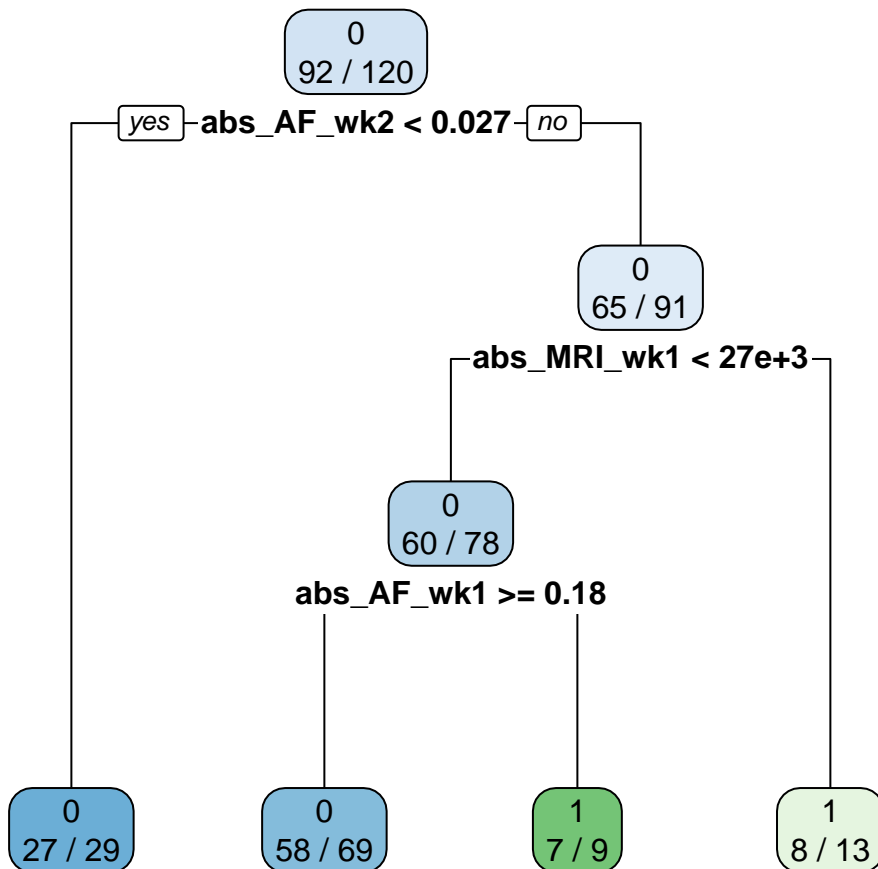 0
92 / 120
yes abs_AF_wk2 < 0.027 no
0
65 / 91
abs_MRI_wk1 < 27e+3
0
60 / 78
abs_AF_wk1 >= 0.18
0
27 / 29
0
58 / 69
1
7 / 9
1
8 / 13